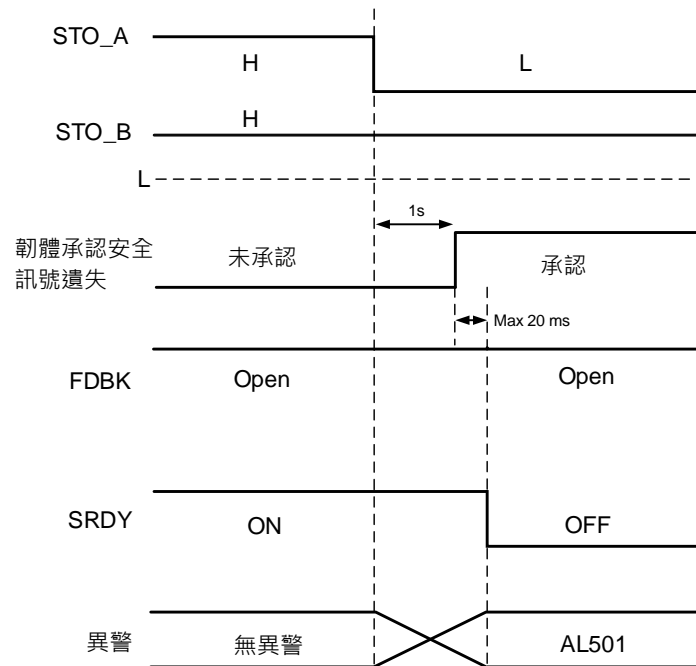 STO_A
H
L
STO_B
H
L
1s
韌體承認安全
訊號遺失
未承認
承認
Max 20 ms
FDBK
Open
Open
SRDY
ON
OFF
異警
無異警
AL501